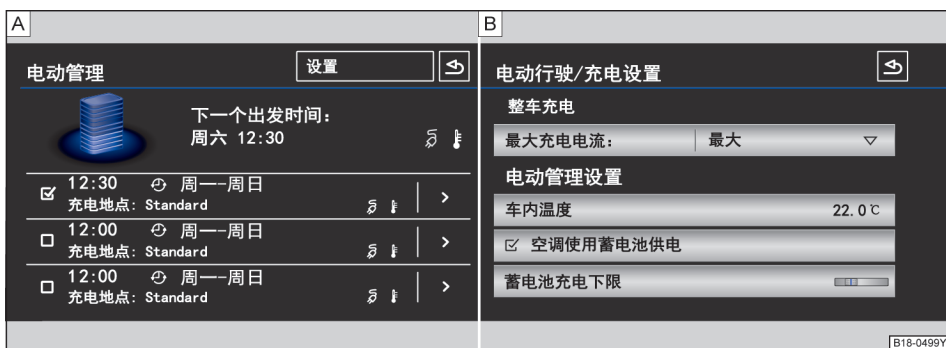 A
电动管理
设置
下一个出发时间:
周六 12:30
12:30 周一-周日
充电地点: Standard
12:00 周一-周日
充电地点: Standard
12:00 周一-周日
充电地点: Standard
B
电动行驶/充电设置
整车充电
最大充电电流: 最大
电动管理设置
车内温度 22.0℃
空调使用蓄电池供电
蓄电池充电下限
B18-0499Y